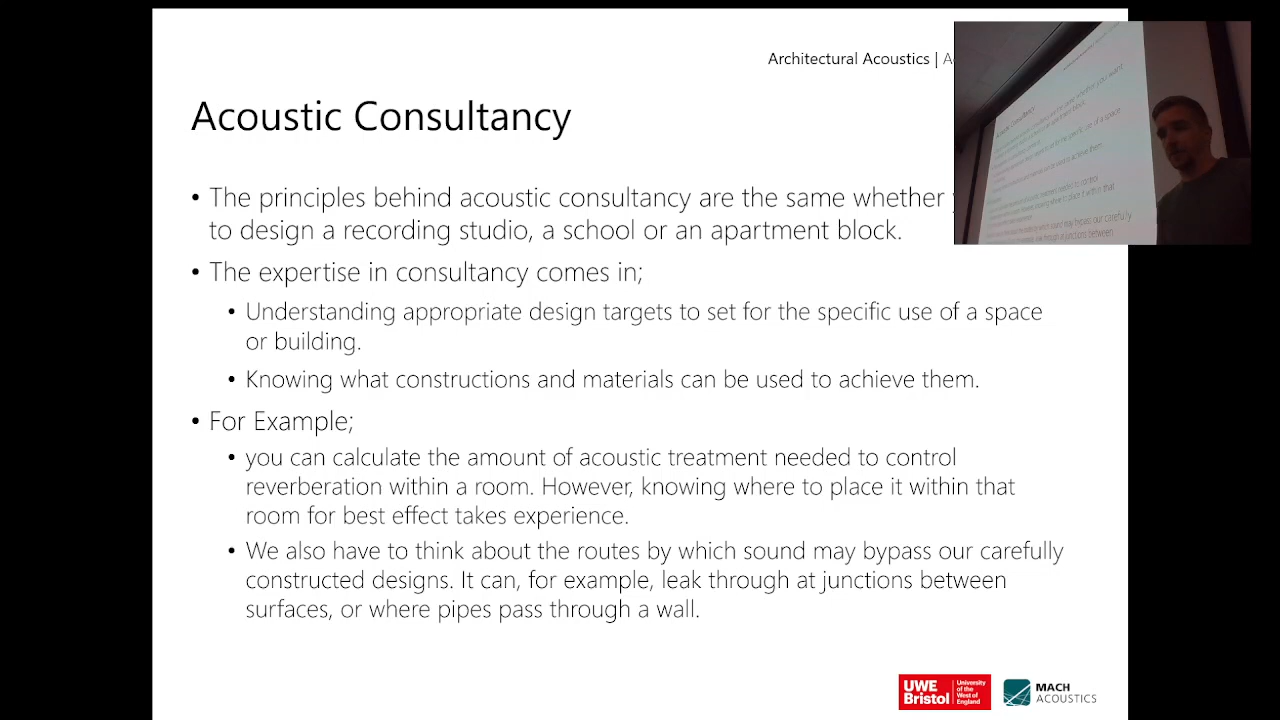 Architectural Acoustics | A
Acoustic Consultancy
• The principles behind acoustic consultancy are the same whether
to design a recording studio, a school or an apartment block.
• The expertise in consultancy comes in;
• Understanding appropriate design targets to set for the specific use of a space
or building.
• Knowing what constructions and materials can be used to achieve them.
• For Example;
• you can calculate the amount of acoustic treatment needed to control
reverberation within a room. However, knowing where to place it within that
room for best effect takes experience.
• We also have to think about the routes by which sound may bypass our carefully
constructed designs. It can, for example, leak through at junctions between
surfaces, or where pipes pass through a wall.
UWE
Bristol
University
of the
West of
England
MACH
ACOUSTICS